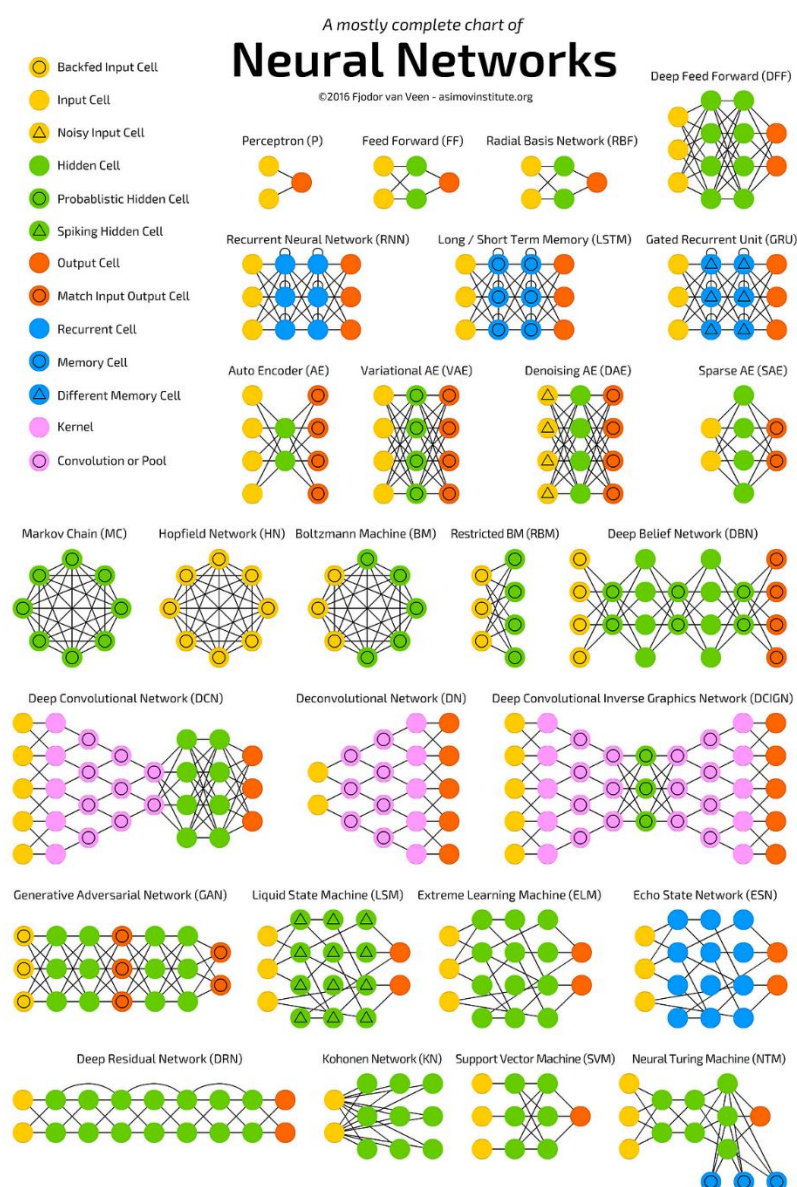 A mostly complete chart of
Neural Networks
©2016 Fjodor van Veen - asimovinstitute.org
Backfed Input Cell
Input Cell
Noisy Input Cell
Hidden Cell
Probablistic Hidden Cell
Spiking Hidden Cell
Output Cell
Match Input Output Cell
Recurrent Cell
Memory Cell
Different Memory Cell
Kernel
Convolution or Pool
Deep Feed Forward (DFF)
Perceptron (P)
Feed Forward (FF)
Radial Basis Network (RBF)
Recurrent Neural Network (RNN)
Long / Short Term Memory (LSTM)
Gated Recurrent Unit (GRU)
Auto Encoder (AE)
Variational AE (VAE)
Denoising AE (DAE)
Sparse AE (SAE)
Markov Chain (MC)
Hopfield Network (HN)
Boltzmann Machine (BM)
Restricted BM (RBM)
Deep Belief Network (DBN)
Deep Convolutional Network (DCN)
Deconvolutional Network (DN)
Deep Convolutional Inverse Graphics Network (DCIGN)
Generative Adversarial Network (GAN)
Liquid State Machine (LSM)
Extreme Learning Machine (ELM)
Echo State Network (ESN)
Deep Residual Network (DRN)
Kohonen Network (KN)
Support Vector Machine (SVM)
Neural Turing Machine (NTM)